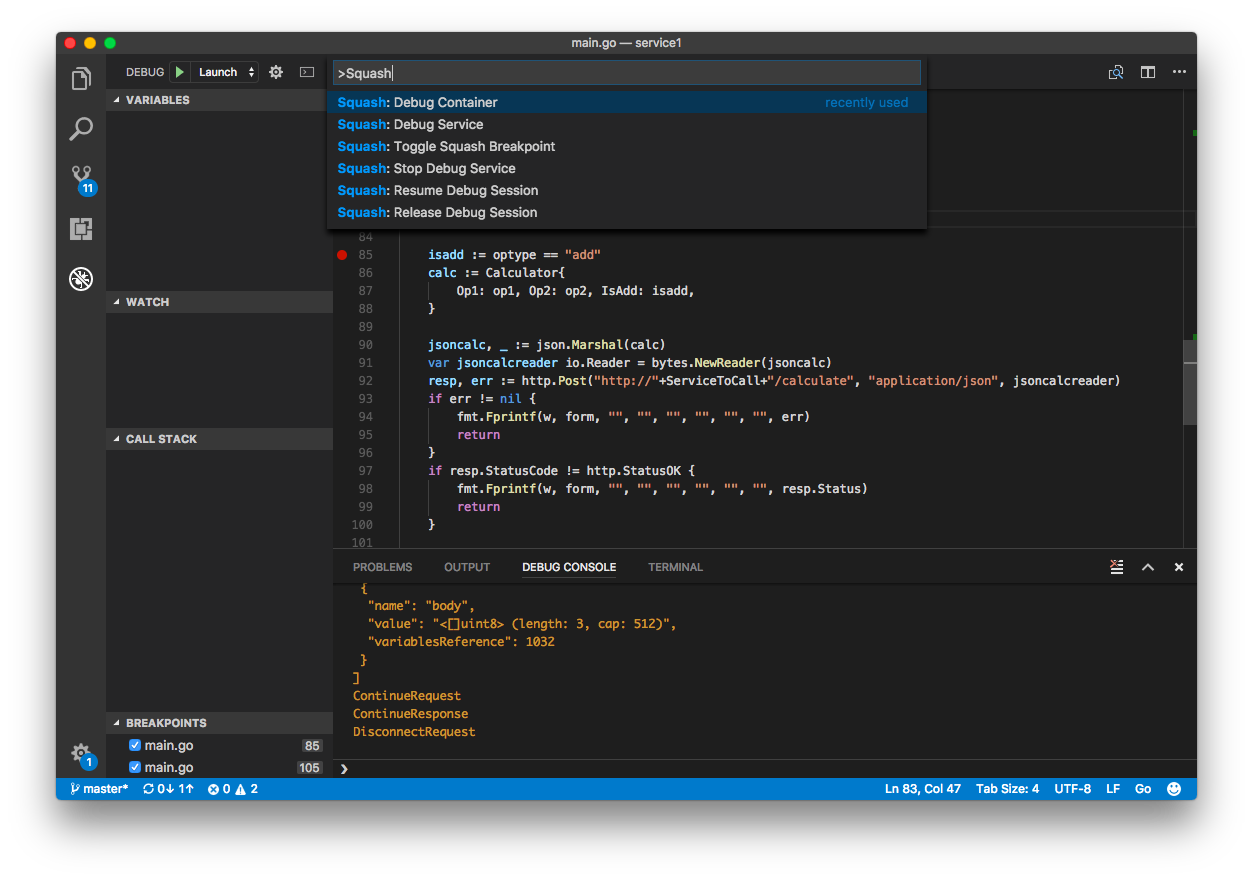 main.go — service1
DEBUG Launch
>Squash
Squash: Debug Container recently used
Squash: Debug Service
Squash: Toggle Squash Breakpoint
Squash: Stop Debug Service
Squash: Resume Debug Session
Squash: Release Debug Session
VARIABLES
WATCH
CALL STACK
BREAKPOINTS
main.go 85
main.go 105
11
1
84
85 isadd := optype == "add"
86 calc := Calculator{
87 Op1: op1, Op2: op2, IsAdd: isadd,
88 }
89
90 jsoncalc, _ := json.Marshal(calc)
91 var jsoncalcreader io.Reader = bytes.NewReader(jsoncalc)
92 resp, err := http.Post("http://"+ServiceToCall+"/calculate", "application/json", jsoncalcreader)
93 if err != nil {
94 fmt.Fprintf(w, form, "", "", "", "", "", "", err)
95 return
96 }
97 if resp.StatusCode != http.StatusOK {
98 fmt.Fprintf(w, form, "", "", "", "", "", "", resp.Status)
99 return
100 }
101
PROBLEMS OUTPUT DEBUG CONSOLE TERMINAL
{
"name": "body",
"value": "<[]uint8> (length: 3, cap: 512)",
"variablesReference": 1032
}
]
ContinueRequest
ContinueResponse
DisconnectRequest
❯
master* 0↓ 1↑ 0 2 Ln 83, Col 47 Tab Size: 4 UTF-8 LF Go